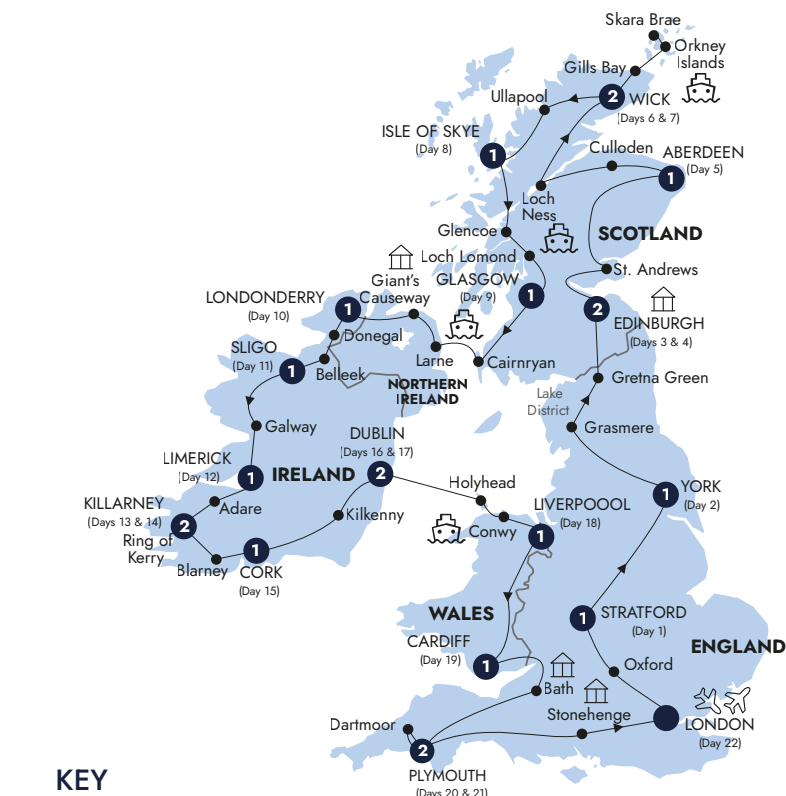 Skara Brae
Orkney
Islands
Gills Bay
Ullapool
2
WICK
(Days 6 & 7)
ISLE OF SKYE
(Day 8)
1
Culloden
ABERDEEN
(Day 5)
1
Loch
Ness
Glencoe
SCOTLAND
Loch Lomond
St. Andrews
GLASGOW
(Day 9)
1
Giant's
Causeway
LONDONDERRY
(Day 10)
1
2
EDINBURGH
(Days 3 & 4)
Donegal
SLIGO
(Day 11)
1
Belleek
Larne
Cairnryan
NORTHERN
IRELAND
Gretna Green
Lake
District
Grasmere
Galway
DUBLIN
(Days 16 & 17)
2
LIMERICK
(Day 12)
1
IRELAND
Holyhead
YORK
(Day 2)
1
KILLARNEY
(Days 13 & 14)
2
Adare
Kilkenny
LIVERPOOOL
(Day 18)
1
Conwy
Ring of
Kerry
Blarney
1
CORK
(Day 15)
WALES
1
STRATFORD
(Day 1)
CARDIFF
(Day 19)
1
ENGLAND
Oxford
Bath
Stonehenge
Dartmoor
LONDON
(Day 22)
2
PLYMOUTH
(Days 20 & 21)
KEY